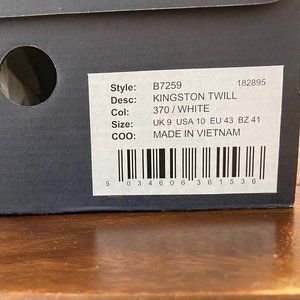 Style: B7259 182895
Desc: KINGSTON TWILL
Col: 370 / WHITE
Size: UK 9 USA 10 EU 43 BZ 41
COO: MADE IN VIETNAM
5 034606 361536